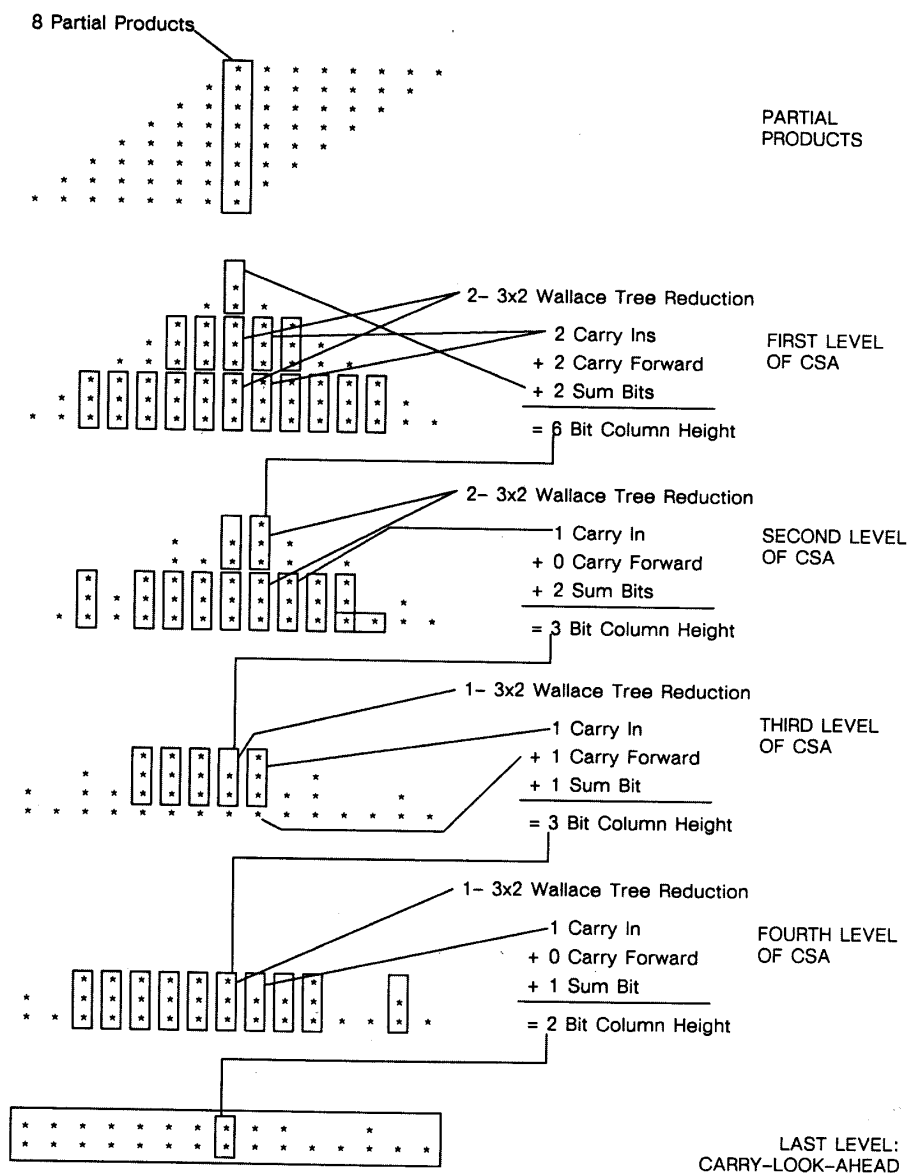 8 Partial Products
PARTIAL
PRODUCTS
2- 3x2 Wallace Tree Reduction
2 Carry Ins
+ 2 Carry Forward
+ 2 Sum Bits
= 6 Bit Column Height
FIRST LEVEL
OF CSA
2- 3x2 Wallace Tree Reduction
1 Carry In
+ 0 Carry Forward
+ 2 Sum Bits
= 3 Bit Column Height
SECOND LEVEL
OF CSA
1- 3x2 Wallace Tree Reduction
1 Carry In
+ 1 Carry Forward
+ 1 Sum Bit
= 3 Bit Column Height
THIRD LEVEL
OF CSA
1- 3x2 Wallace Tree Reduction
1 Carry In
+ 0 Carry Forward
+ 1 Sum Bit
= 2 Bit Column Height
FOURTH LEVEL
OF CSA
LAST LEVEL:
CARRY-LOOK-AHEAD